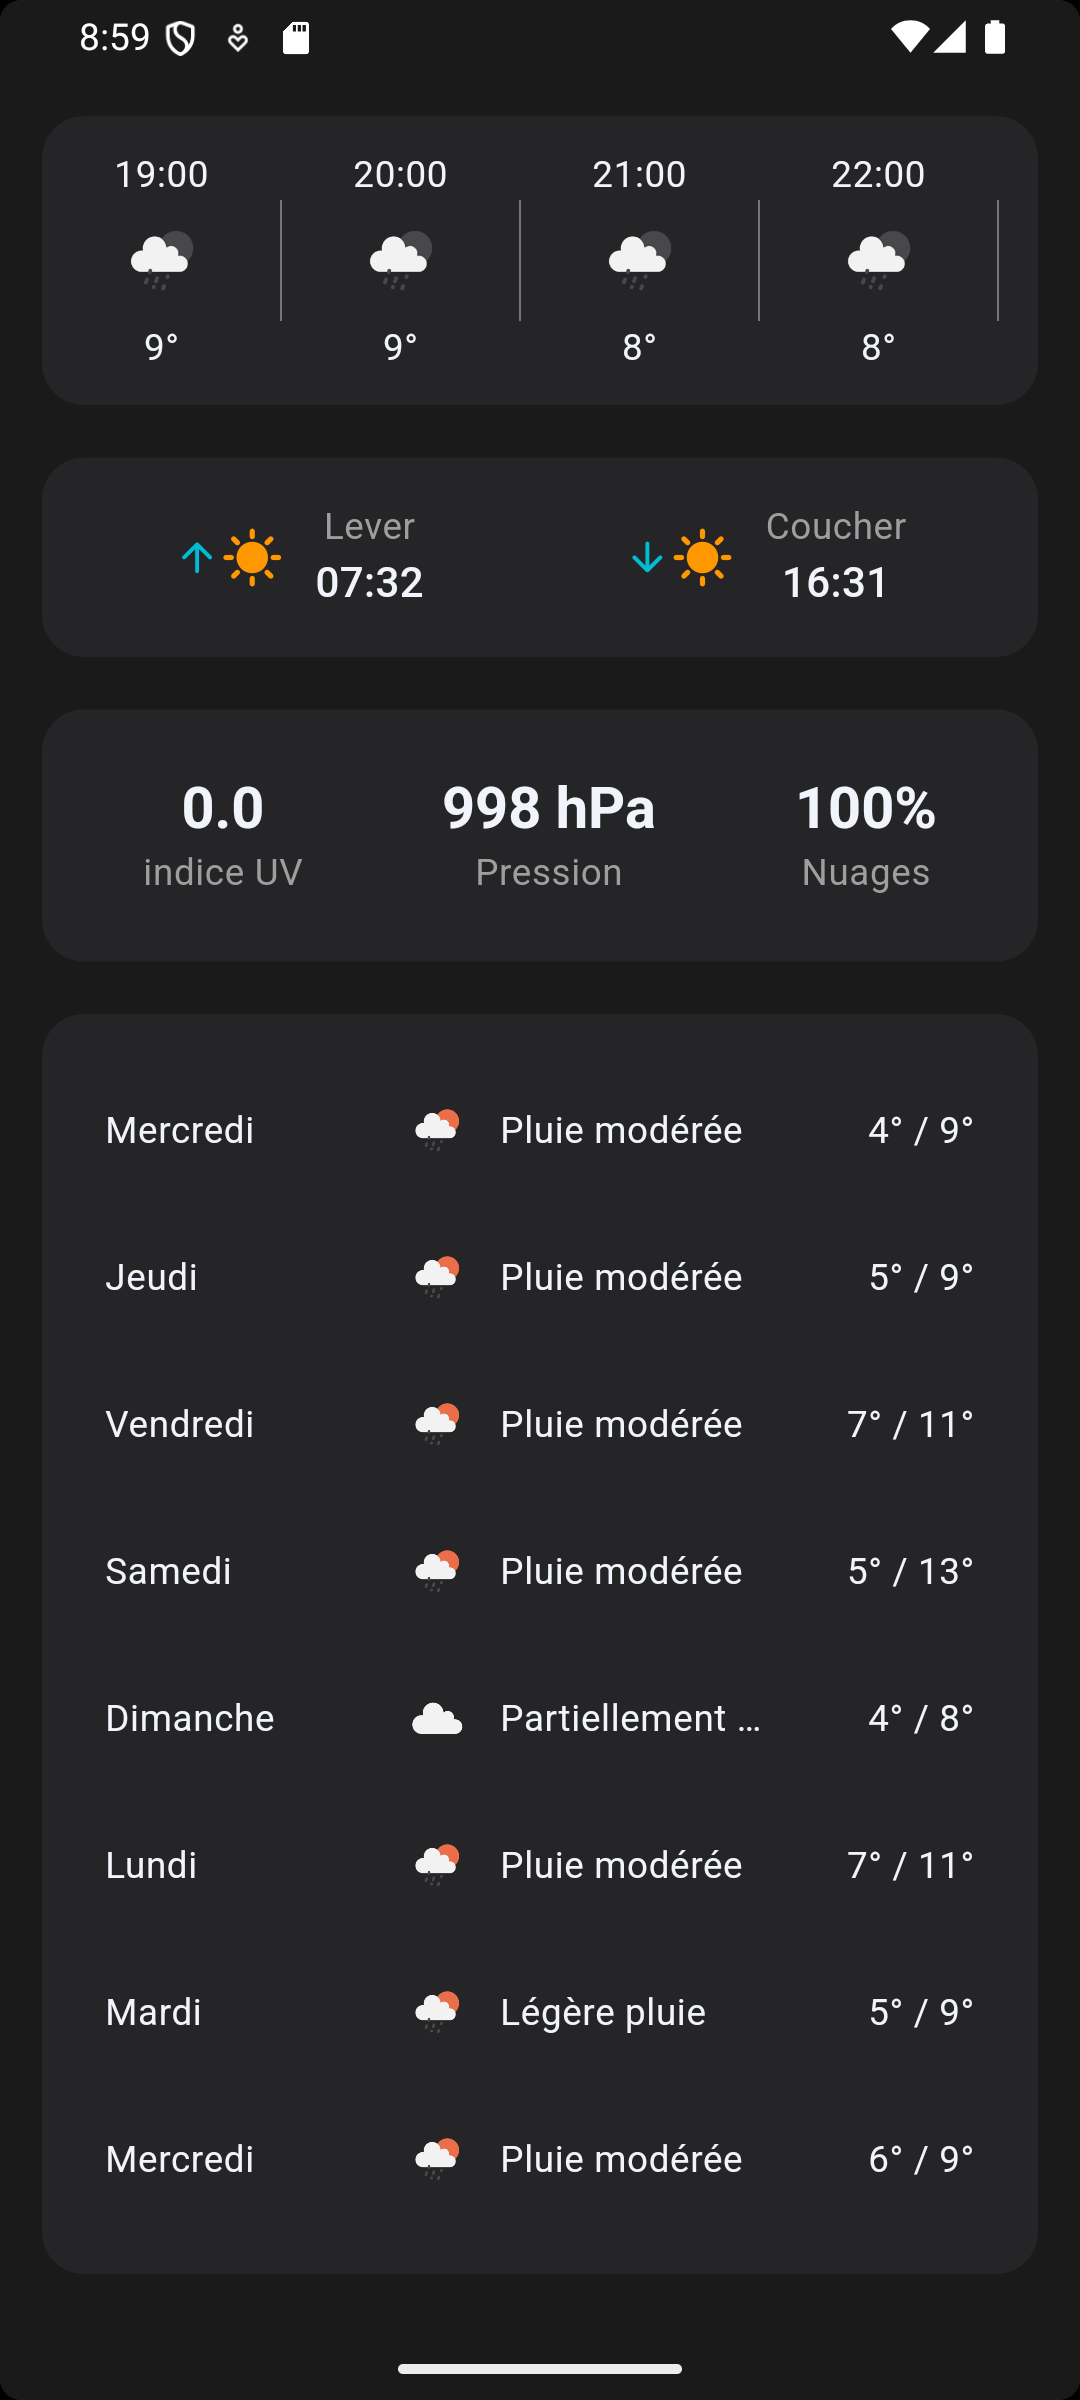 8:59
19:00 20:00 21:00 22:00
9° 9° 8° 8°
Lever Coucher
07:32 16:31
0.0 998 hPa 100%
indice UV Pression Nuages
Mercredi Pluie modérée 4° / 9°
Jeudi Pluie modérée 5° / 9°
Vendredi Pluie modérée 7° / 11°
Samedi Pluie modérée 5° / 13°
Dimanche Partiellement ... 4° / 8°
Lundi Pluie modérée 7° / 11°
Mardi Légère pluie 5° / 9°
Mercredi Pluie modérée 6° / 9°